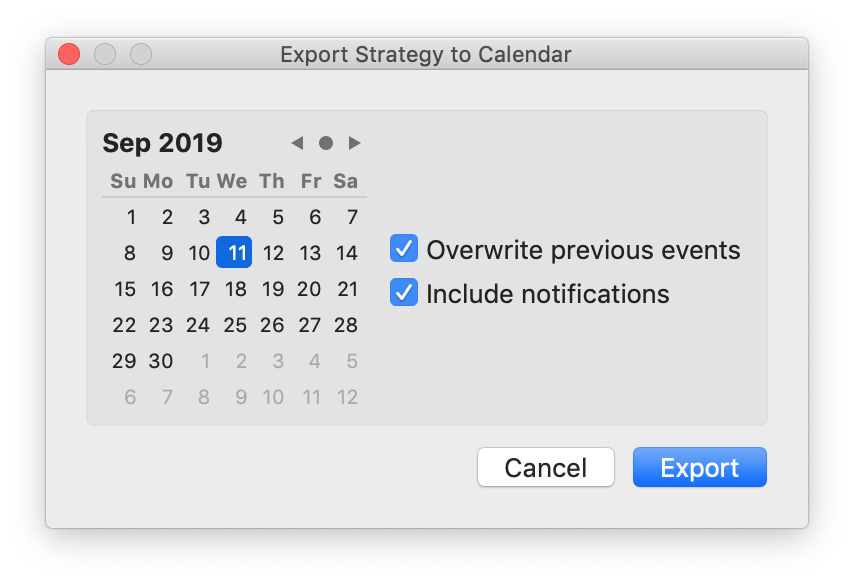 Export Strategy to Calendar
Sep 2019
Su Mo Tu We Th Fr Sa
1 2 3 4 5 6 7
8 9 10 11 12 13 14
Overwrite previous events
15 16 17 18 19 20 21
Include notifications
22 23 24 25 26 27 28
29 30 1 2 3 4 5
6 7 8 9 10 11 12
Cancel Export